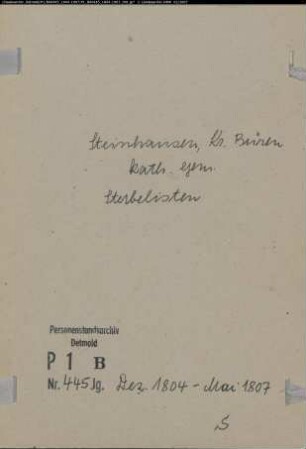 Steinhausen, Kr. Büren
kath. gem.
Sterbelisten
Personenstandsarchiv
Detmold
P 1 B
Nr. 445 Jg. Dez. 1804 - Mai 1807
S